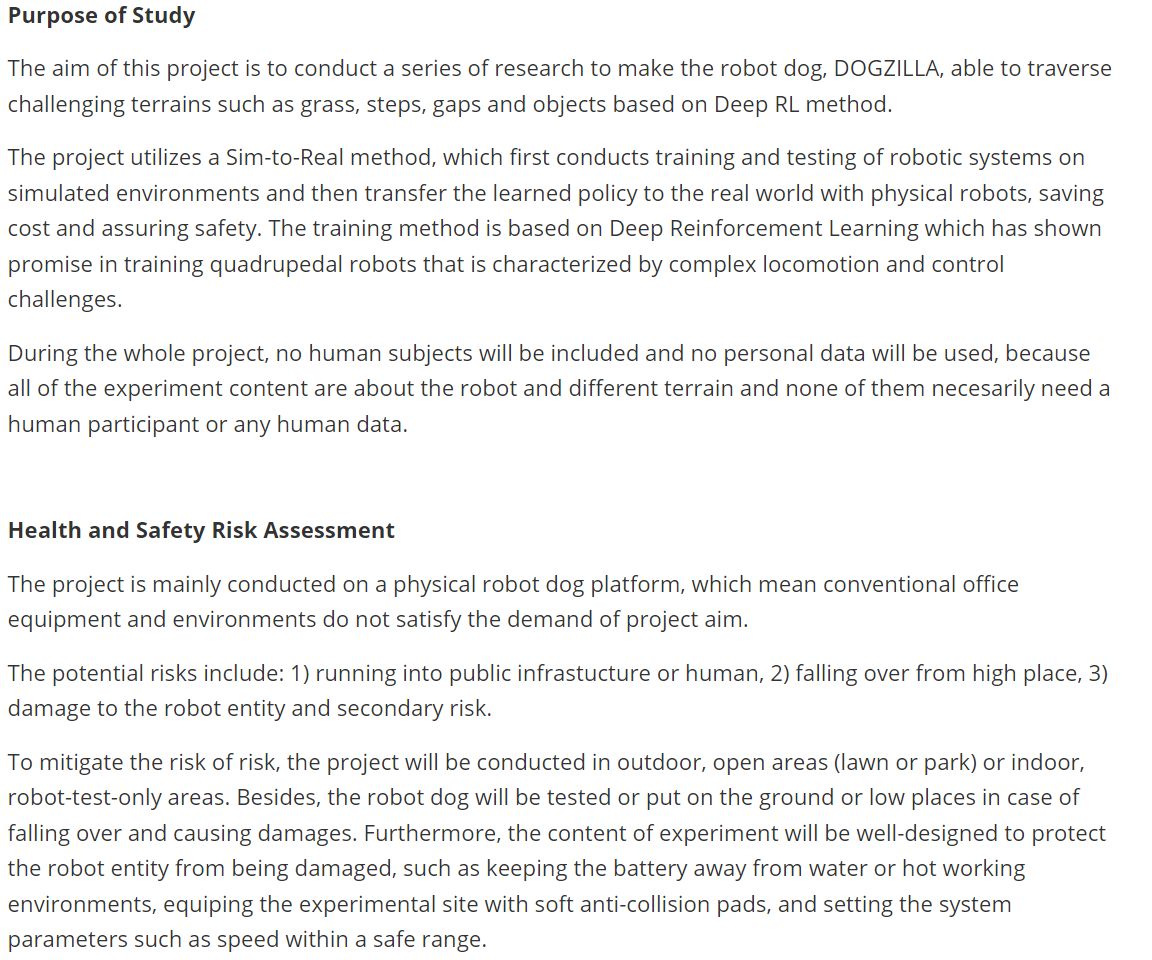 Purpose of Study
The aim of this project is to conduct a series of research to make the robot dog, DOGZILLA, able to traverse
challenging terrains such as grass, steps, gaps and objects based on Deep RL method.
The project utilizes a Sim-to-Real method, which first conducts training and testing of robotic systems on
simulated environments and then transfer the learned policy to the real world with physical robots, saving
cost and assuring safety. The training method is based on Deep Reinforcement Learning which has shown
promise in training quadrupedal robots that is characterized by complex locomotion and control
challenges.
During the whole project, no human subjects will be included and no personal data will be used, because
all of the experiment content are about the robot and different terrain and none of them necesarily need a
human participant or any human data.
Health and Safety Risk Assessment
The project is mainly conducted on a physical robot dog platform, which mean conventional office
equipment and environments do not satisfy the demand of project aim.
The potential risks include: 1) running into public infrastucture or human, 2) falling over from high place, 3)
damage to the robot entity and secondary risk.
To mitigate the risk of risk, the project will be conducted in outdoor, open areas (lawn or park) or indoor,
robot-test-only areas. Besides, the robot dog will be tested or put on the ground or low places in case of
falling over and causing damages. Furthermore, the content of experiment will be well-designed to protect
the robot entity from being damaged, such as keeping the battery away from water or hot working
environments, equiping the experimental site with soft anti-collision pads, and setting the system
parameters such as speed within a safe range.